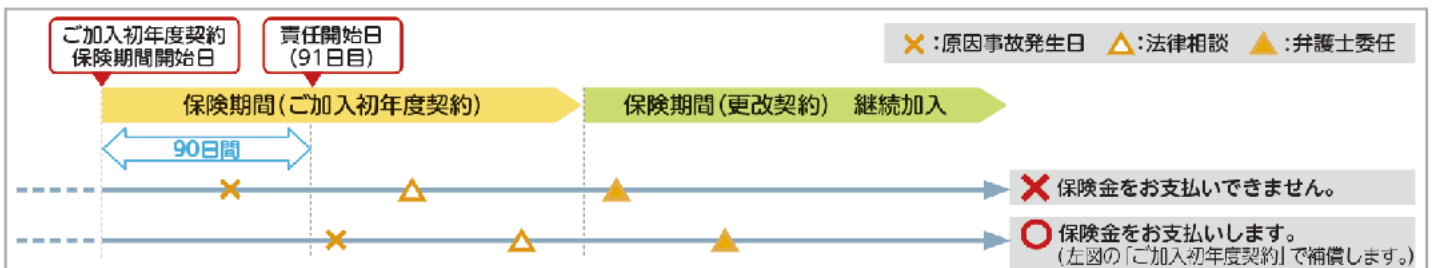 ご加入初年度契約
保険期間開始日
責任開始日
(91日目)
×:原因事故発生日 △:法律相談 ▲:弁護士委任
保険期間(ご加入初年度契約)
保険期間(更改契約) 継続加入
90日間
×保険金をお支払いできません。
○保険金をお支払いします。
(左図の「ご加入初年度契約」で補償します。)